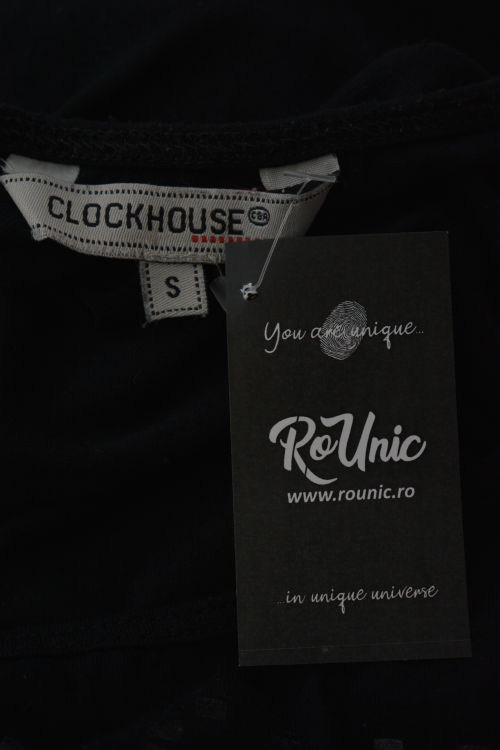 CLOCKHOUSE C&A
S
You are unique...
RoUnic
www.rounic.ro
...in unique universe